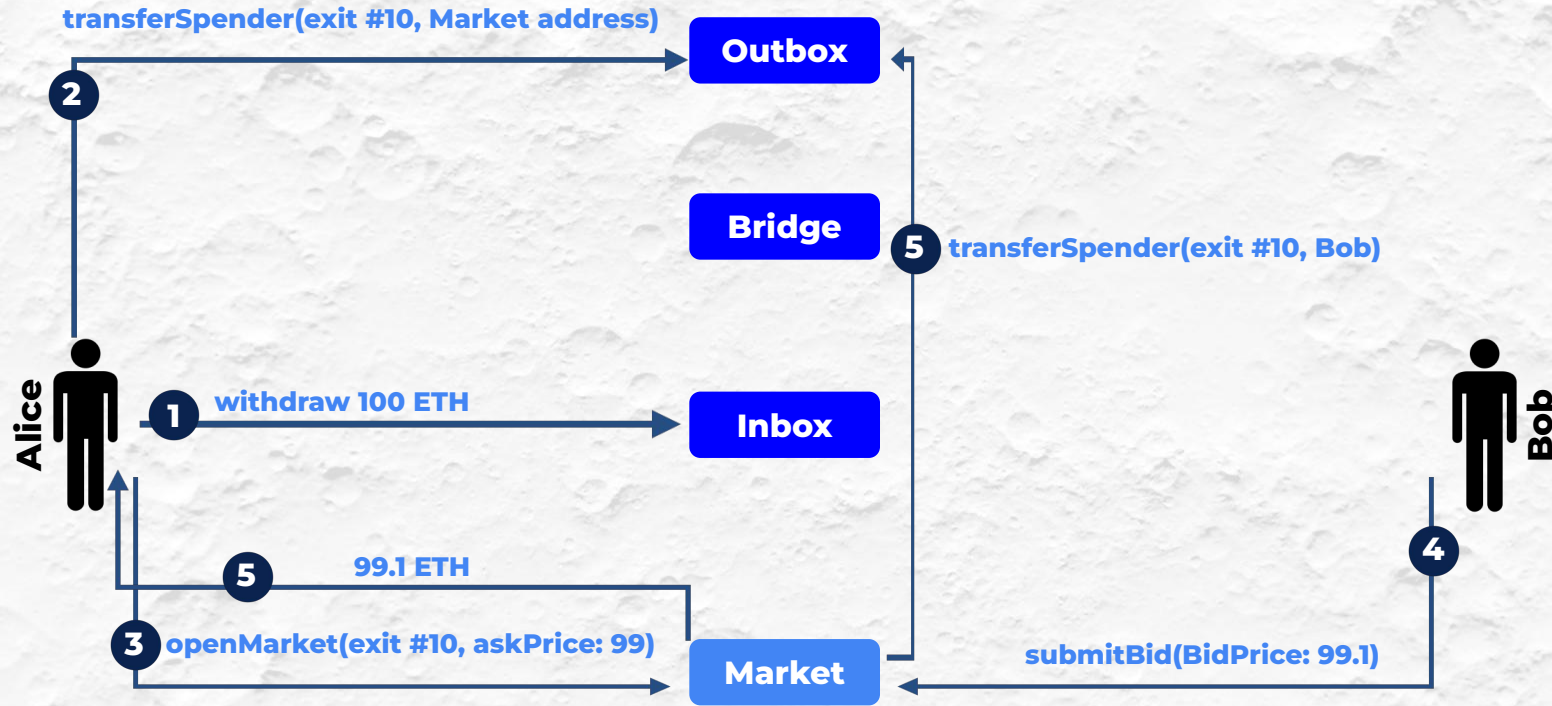 transferSpender(exit #10, Market address)
Outbox
2
Bridge
5
transferSpender(exit #10, Bob)
Alice
1
withdraw 100 ETH
Inbox
Bob
4
5
99.1 ETH
3
openMarket(exit #10, askPrice: 99)
Market
submitBid(BidPrice: 99.1)